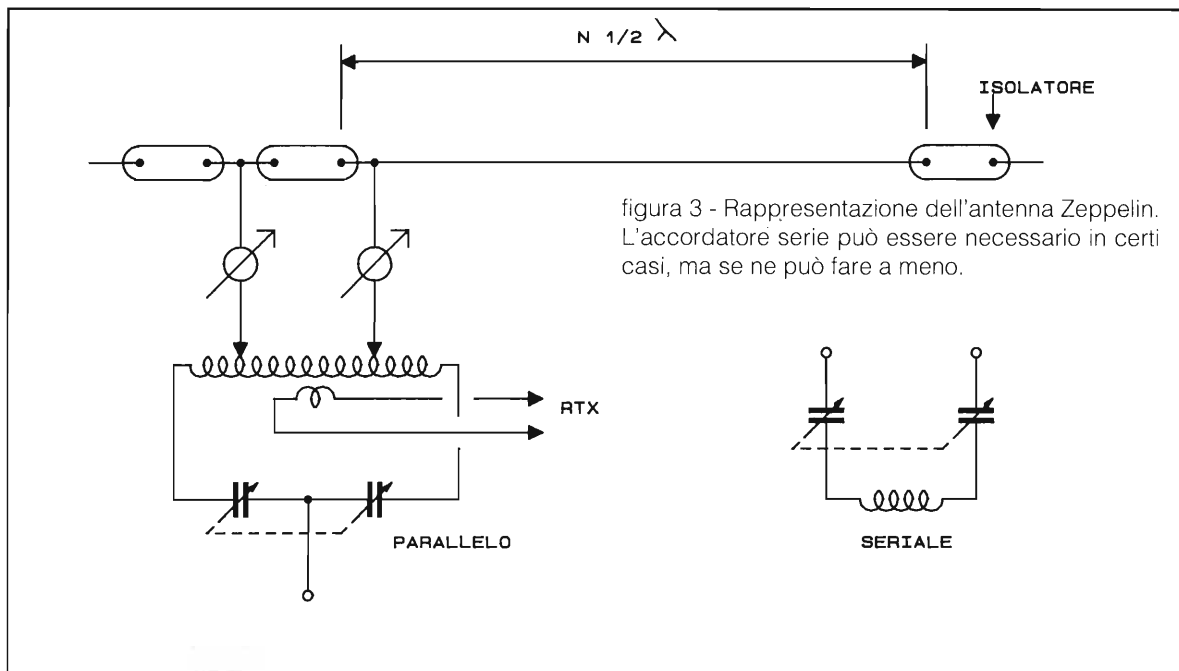 N 1/2 λ
ISOLATORE
figura 3 - Rappresentazione dell'antenna Zeppelin.
L'accordatore serie può essere necessario in certi
casi, ma se ne può fare a meno.
RTX
PARALLELO
SERIALE